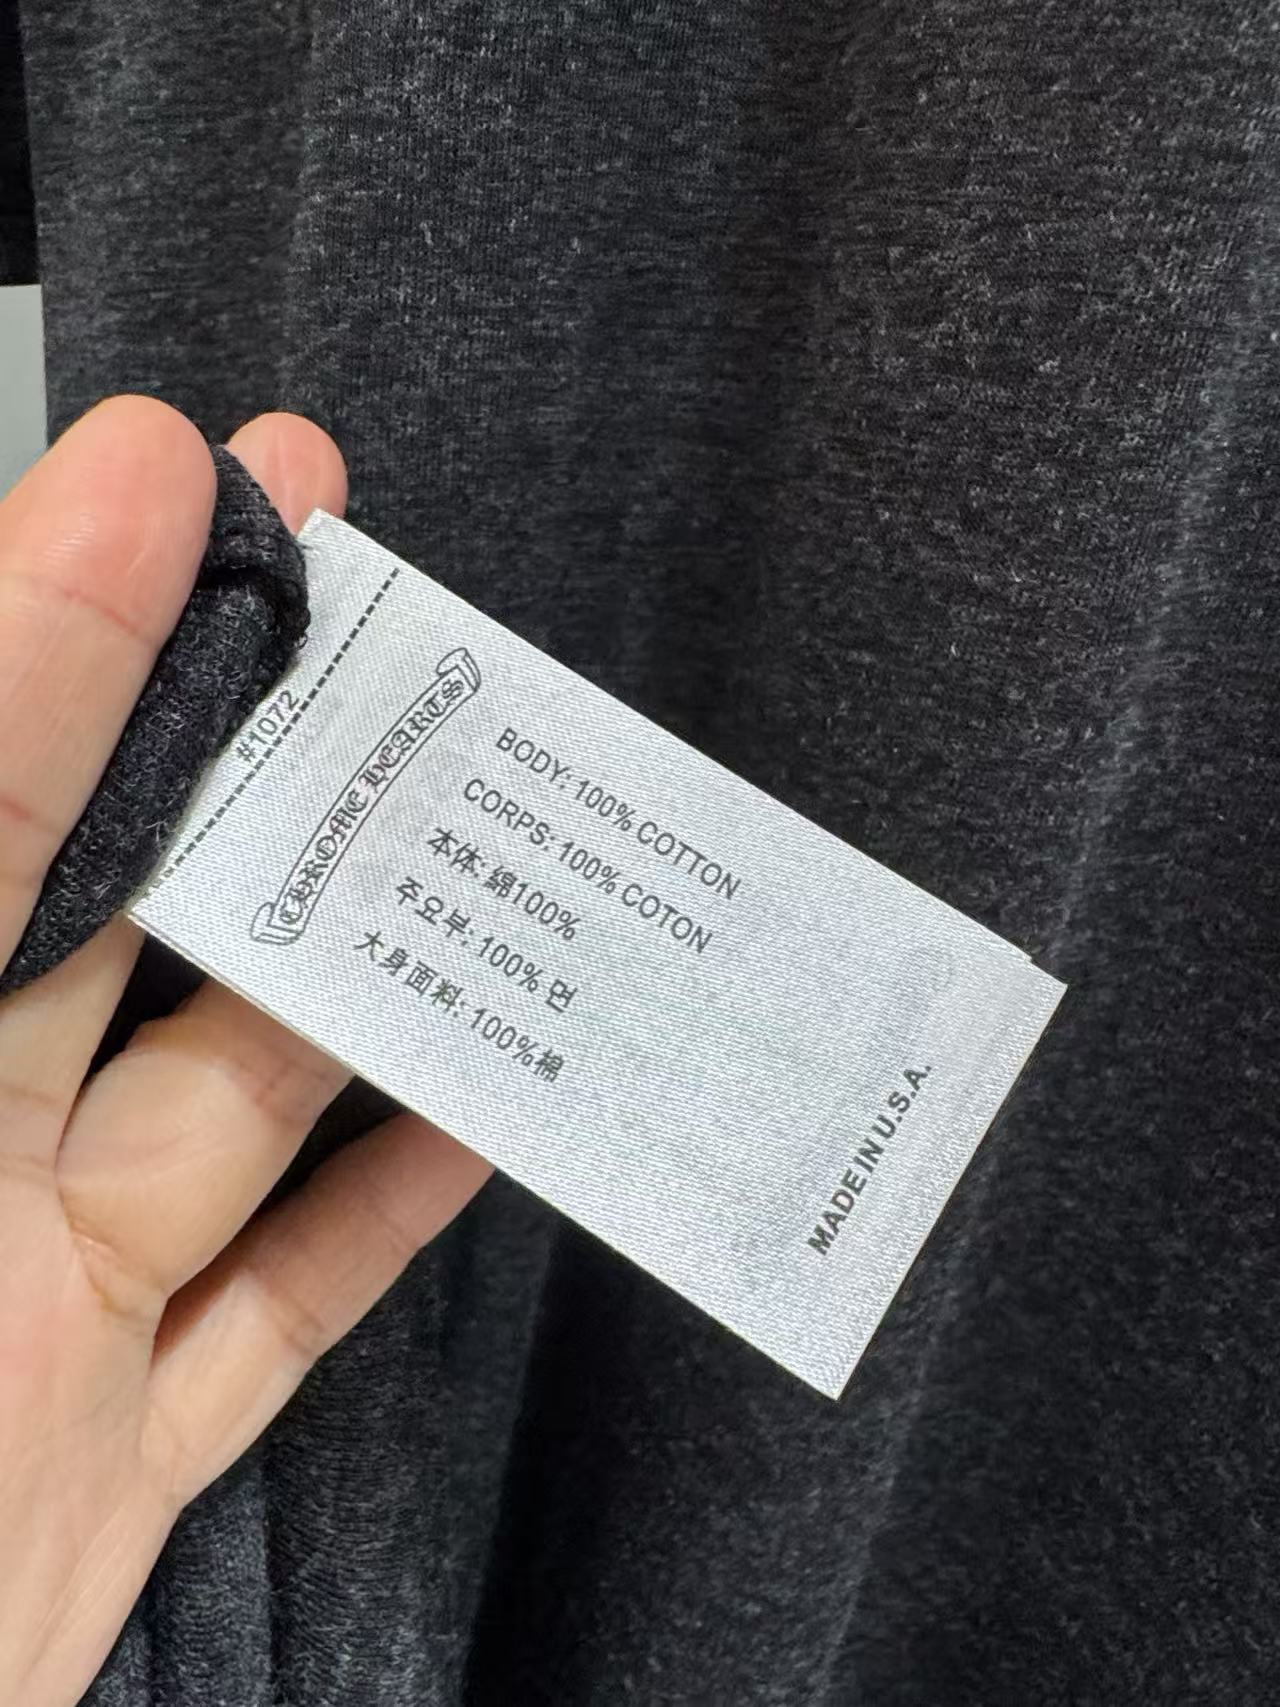 #1072
CHROME HEARTS
BODY: 100% COTTON
CORPS: 100% COTON
本体: 綿100%
주요부: 100% 면
大身面料: 100%棉
MADE IN U.S.A.